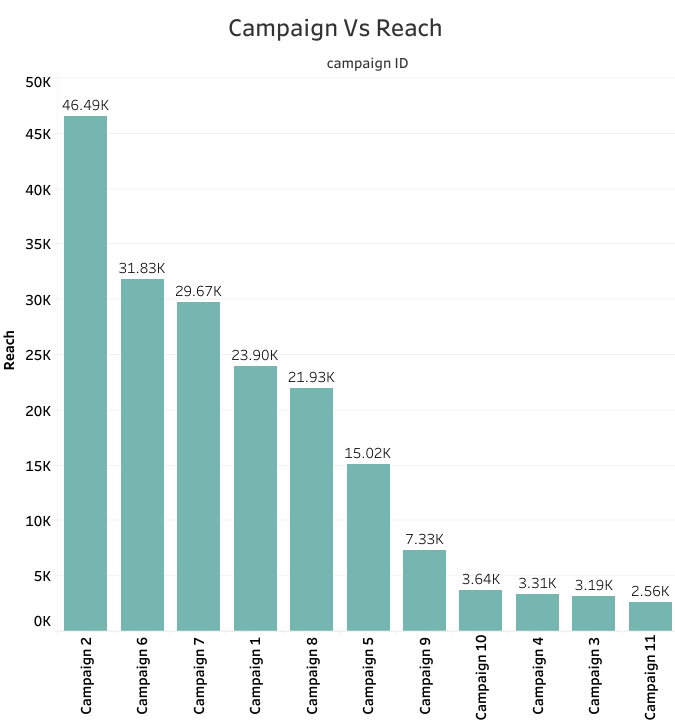 Campaign Vs Reach
campaign ID
50K
45K
40K
35K
30K
25K
20K
15K
10K
5K
0K
Reach
46.49K
31.83K
29.67K
23.90K
21.93K
15.02K
7.33K
3.64K
3.31K
3.19K
2.56K
Campaign 2
Campaign 6
Campaign 7
Campaign 1
Campaign 8
Campaign 5
Campaign 9
Campaign 10
Campaign 4
Campaign 3
Campaign 11